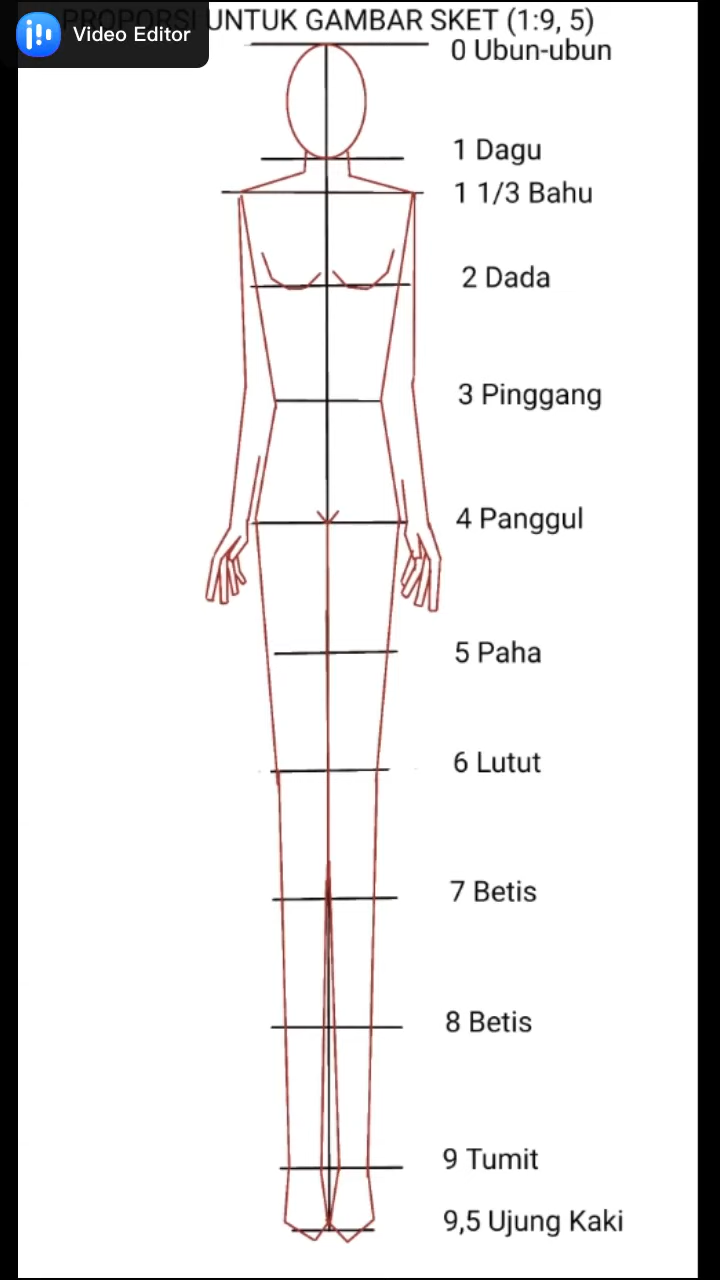 PROPORSI UNTUK GAMBAR SKET (1:9, 5)
Video Editor
0 Ubun-ubun
1 Dagu
1 1/3 Bahu
2 Dada
3 Pinggang
4 Panggul
5 Paha
6 Lutut
7 Betis
8 Betis
9 Tumit
9,5 Ujung Kaki